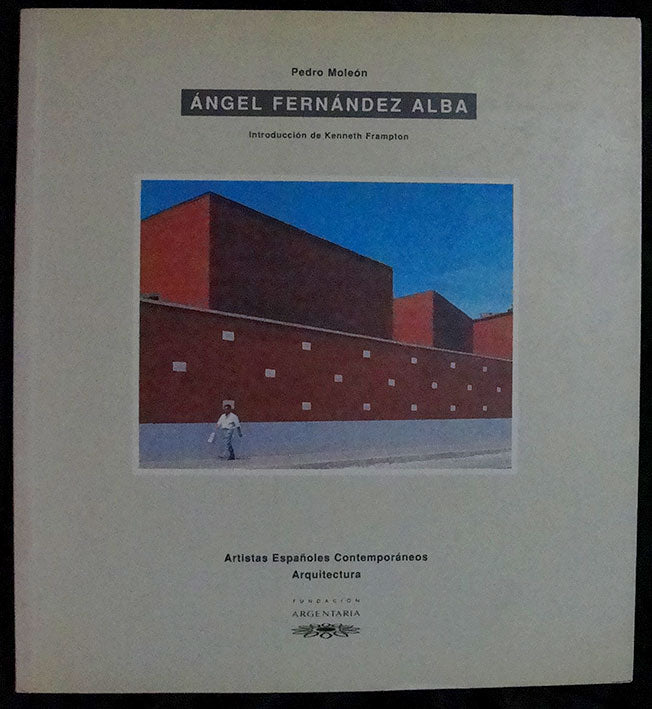 Pedro Moleón
ÁNGEL FERNÁNDEZ ALBA
Introducción de Kenneth Frampton
Artistas Españoles Contemporáneos
Arquitectura
FUNDACIÓN
ARGENTARIA